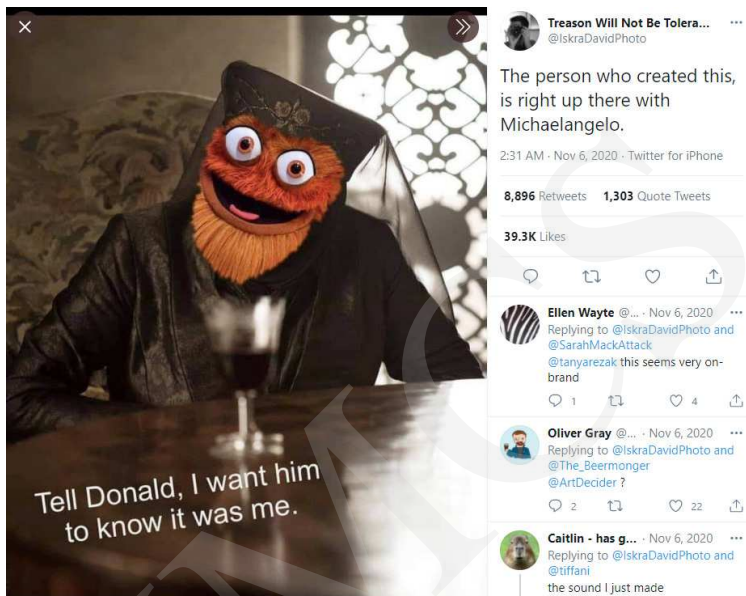 Tell Donald, I want him
to know it was me.
Treason Will Not Be Tolera...
@IskraDavidPhoto
The person who created this,
is right up there with
Michaelangelo.
2:31 AM · Nov 6, 2020 · Twitter for iPhone
8,896 Retweets 1,303 Quote Tweets
39.3K Likes
Ellen Wayte @... · Nov 6, 2020
Replying to @IskraDavidPhoto and
@SarahMackAttack
@tanyarezak this seems very on-
brand
1 4
Oliver Gray @... · Nov 6, 2020
Replying to @IskraDavidPhoto and
@The_Beermonger
@ArtDecider ?
2 22
Caitlin - has g... · Nov 6, 2020
Replying to @IskraDavidPhoto and
@tiffani
the sound I just made